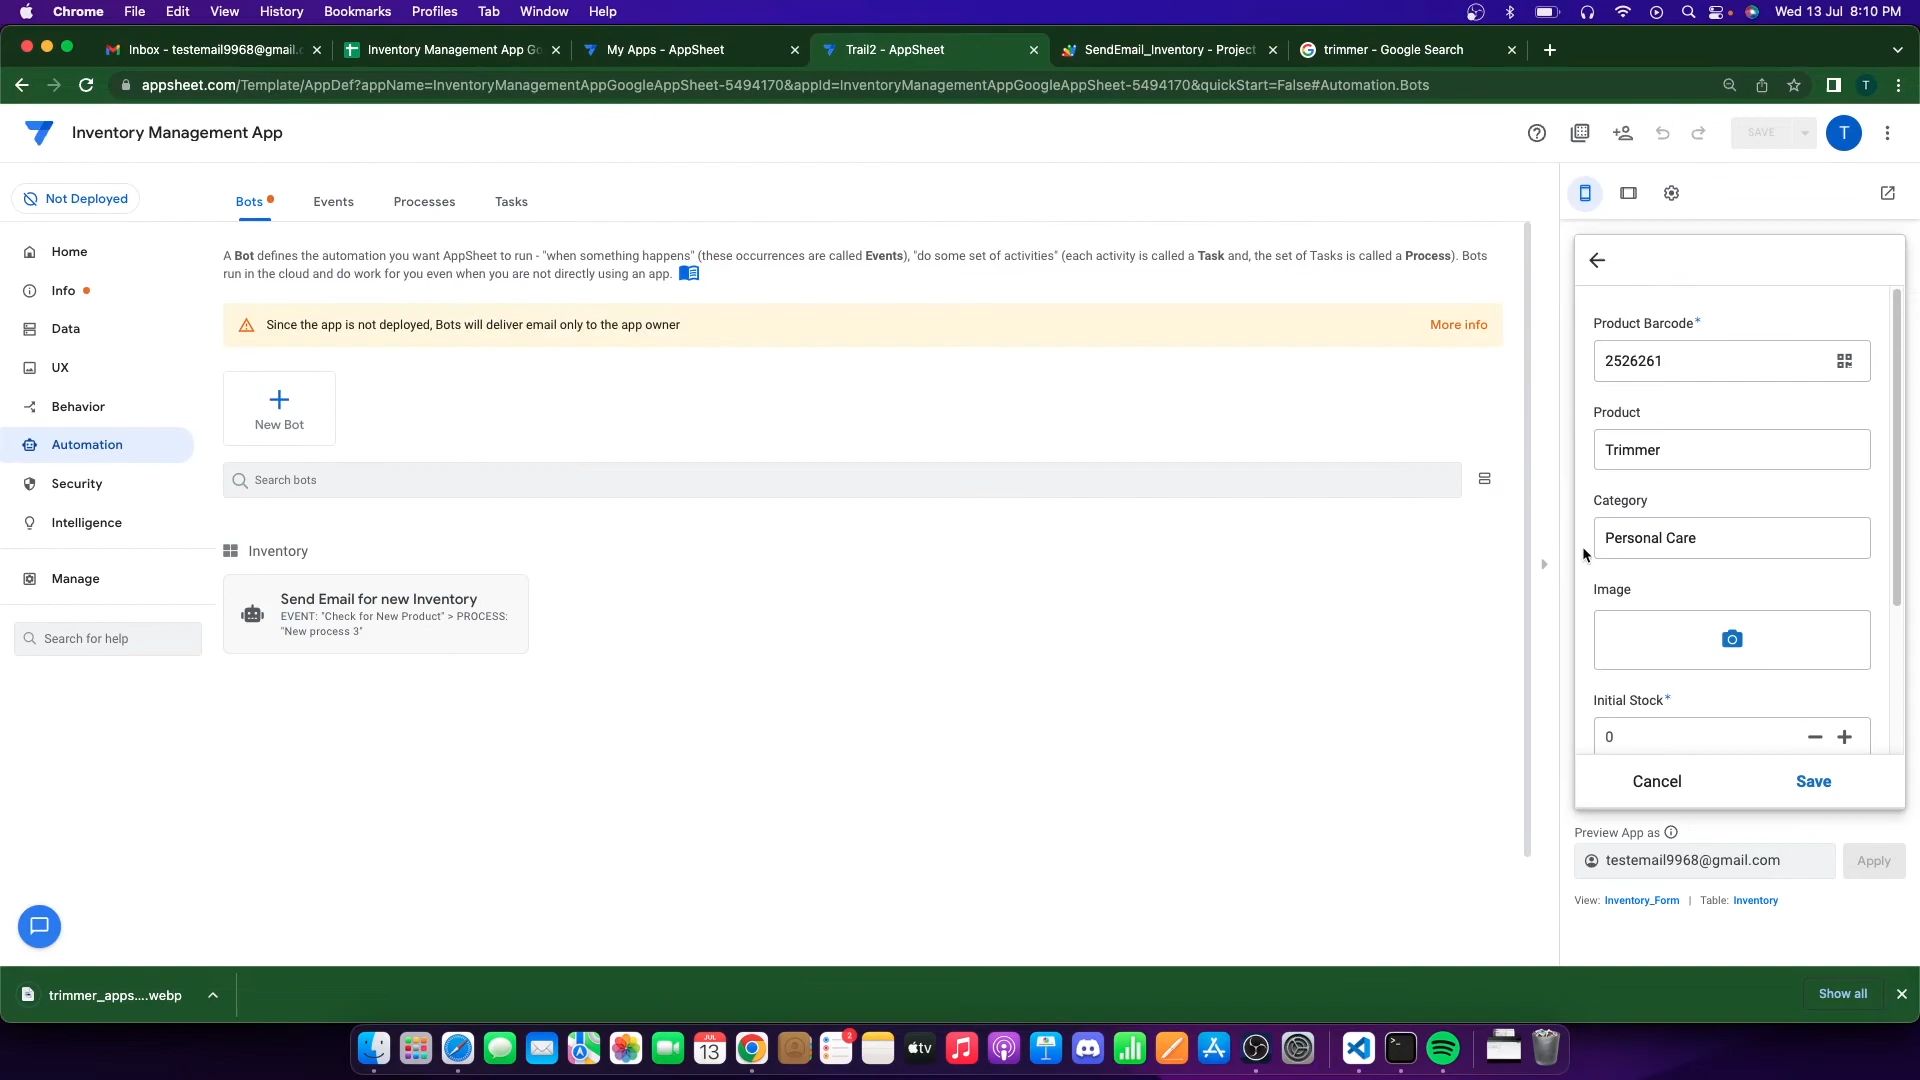 Chrome File Edit View History Bookmarks Profiles Tab Window Help Wed 13 Jul 8:10 PM
Inbox - testemail9968@gmail.c Inventory Management App Go My Apps - AppSheet Trail2 - AppSheet SendEmail_Inventory - Project trimmer - Google Search
appsheet.com/Template/AppDef?appName=InventoryManagementAppGoogleAppSheet-5494170&appId=InventoryManagementAppGoogleAppSheet-5494170&quickStart=False#Automation.Bots T
Inventory Management App SAVE T
Not Deployed
Home
Info
Data
UX
Behavior
Automation
Security
Intelligence
Manage
Search for help
Bots Events Processes Tasks
A Bot defines the automation you want AppSheet to run - "when something happens" (these occurrences are called Events), "do some set of activities" (each activity is called a Task and, the set of Tasks is called a Process). Bots
run in the cloud and do work for you even when you are not directly using an app.
Since the app is not deployed, Bots will deliver email only to the app owner More info
New Bot
Search bots
Inventory
Send Email for new Inventory
EVENT: "Check for New Product" > PROCESS:
"New process 3"
Product Barcode*
2526261
Product
Trimmer
Category
Personal Care
Image
Initial Stock*
0
Cancel Save
Preview App as
testemail9968@gmail.com Apply
View: Inventory_Form | Table: Inventory
trimmer_apps....webp Show all
JUL
13
2
tv